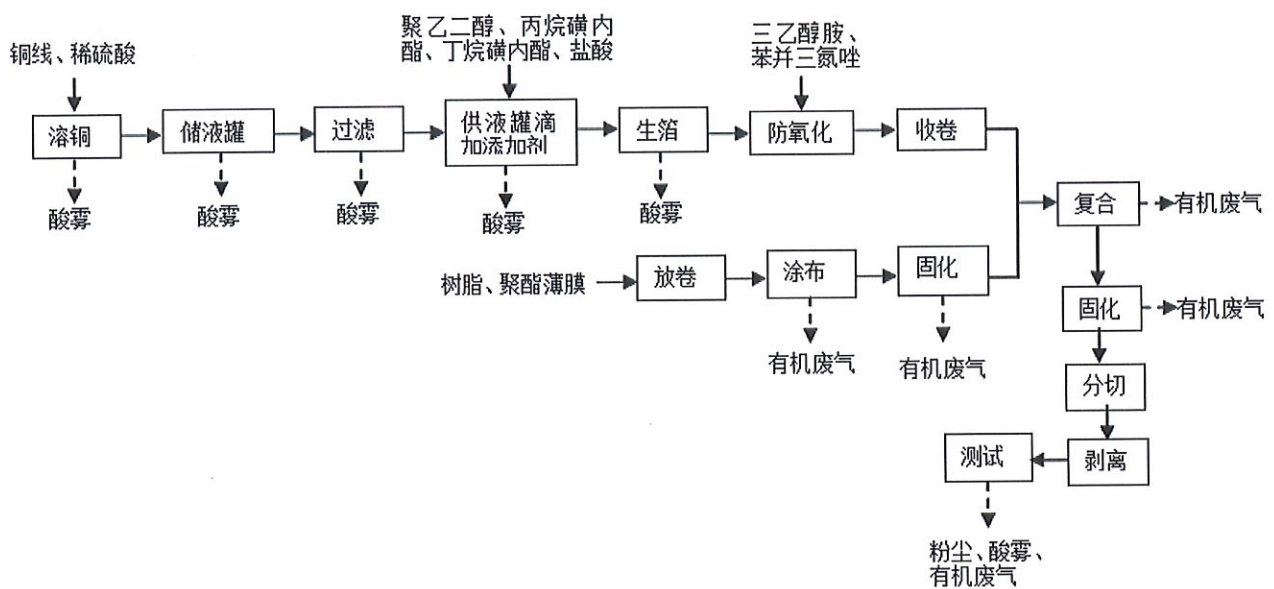 聚乙二醇、丙烷磺内
酯、丁烷磺内酯、盐酸
三乙醇胺、
苯并三氮唑
铜线、稀硫酸
溶铜
储液罐
过滤
供液罐滴
加添加剂
生箔
防氧化
收卷
酸雾
酸雾
酸雾
酸雾
酸雾
复合
有机废气
树脂、聚酯薄膜
放卷
涂布
固化
固化
有机废气
有机废气
有机废气
分切
测试
剥离
粉尘、酸雾、
有机废气